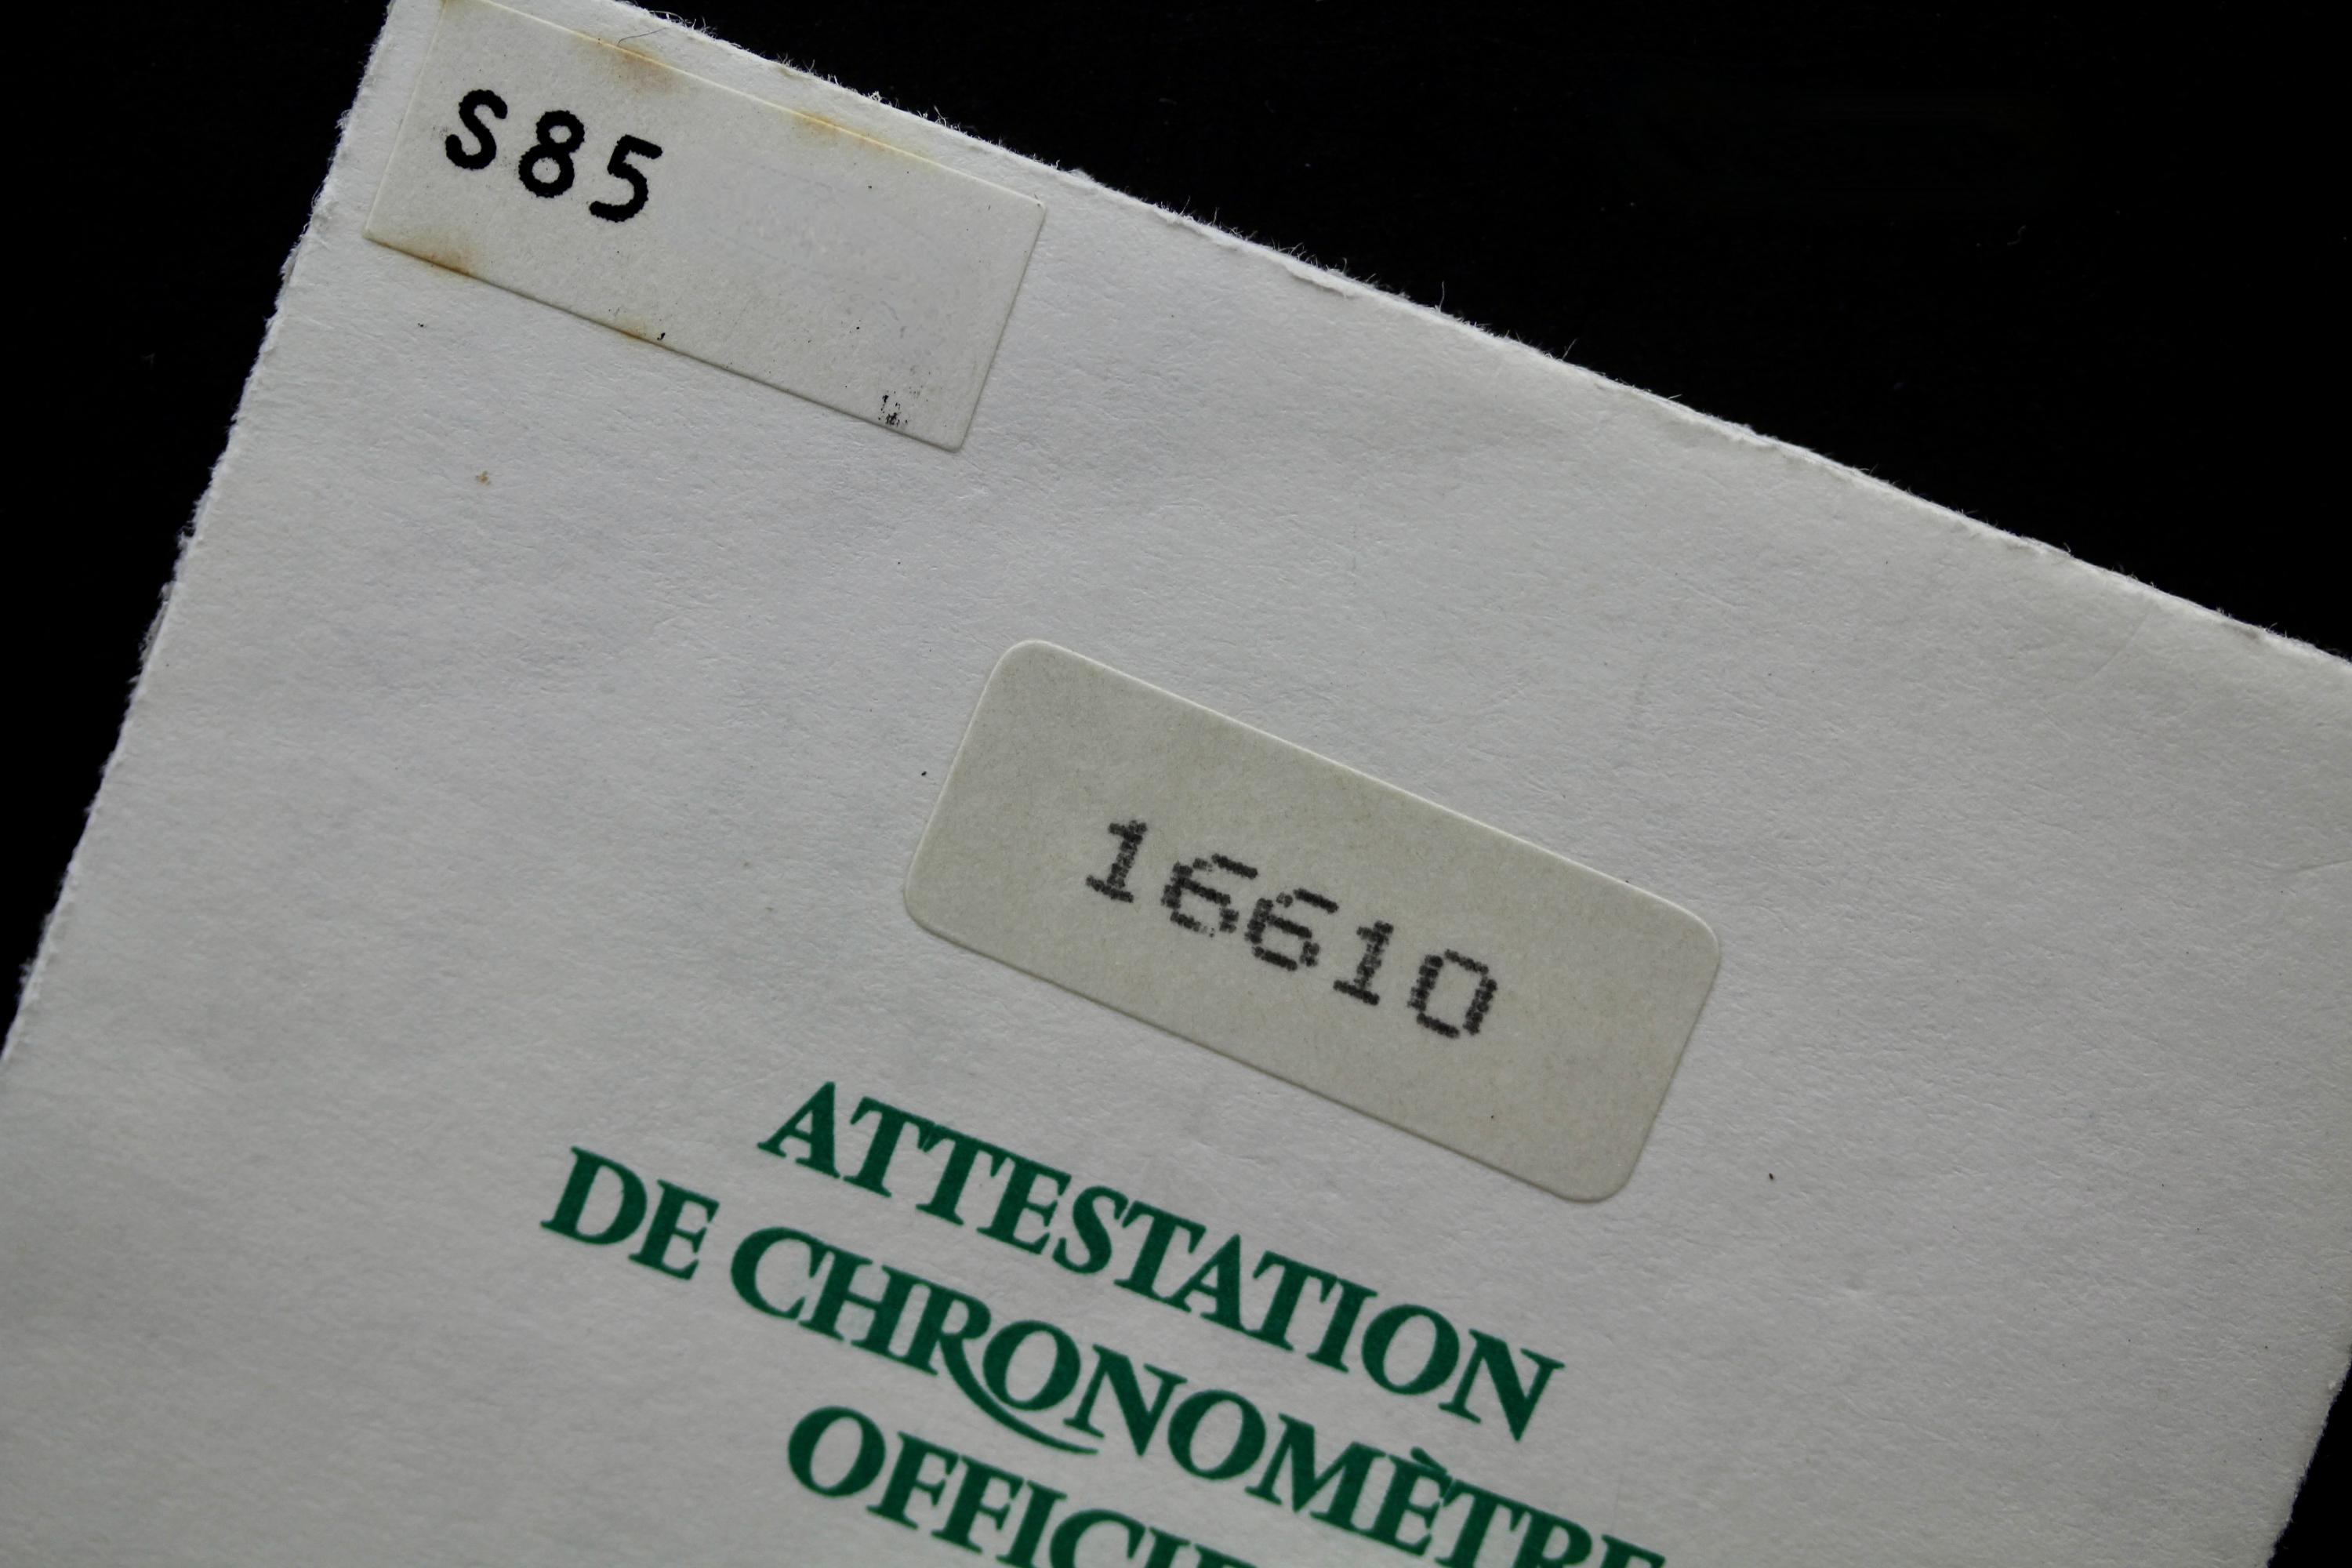 S85
16610
ATTESTATION
DE CHRONOMÈTRE